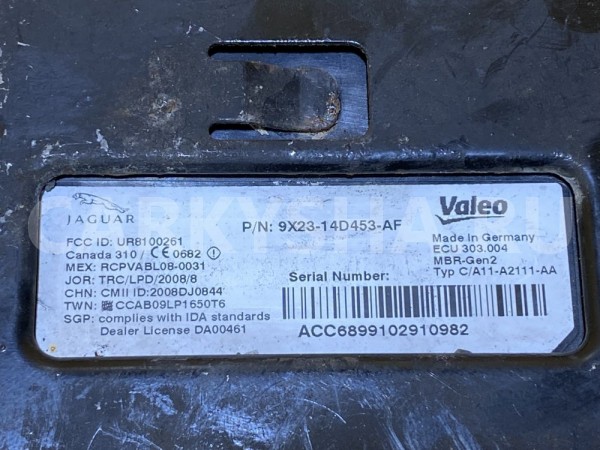 JAGUAR
P/N: 9X23-14D453-AF
Valeo
FCC ID: UR8100261
Canada 310 / CE 0682
MEX: RCPVABL08-0031
JOR: TRC/LPD/2008/8
CHN: CMII ID:2008DJ0844
TWN: CCAB09LP1650T6
SGP: complies with IDA standards
Dealer License DA00461
Made in Germany
ECU 303.004
MBR-Gen2
Typ C/A11-A2111-AA
Serial Number:
ACC6899102910982
CARKYSHA.RU